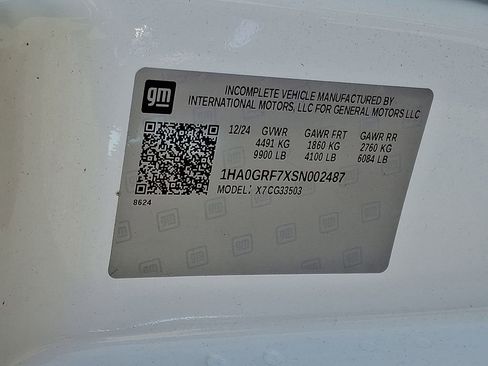 gm
INCOMPLETE VEHICLE MANUFACTURED BY
INTERNATIONAL MOTORS, LLC FOR GENERAL MOTORS LLC
12/24 GVWR GAWR FRT GAWR RR
4491 KG 1860 KG 2760 KG
9900 LB 4100 LB 6084 LB
1HA0GRF7XSN002487
MODEL: X7CG33503
8624